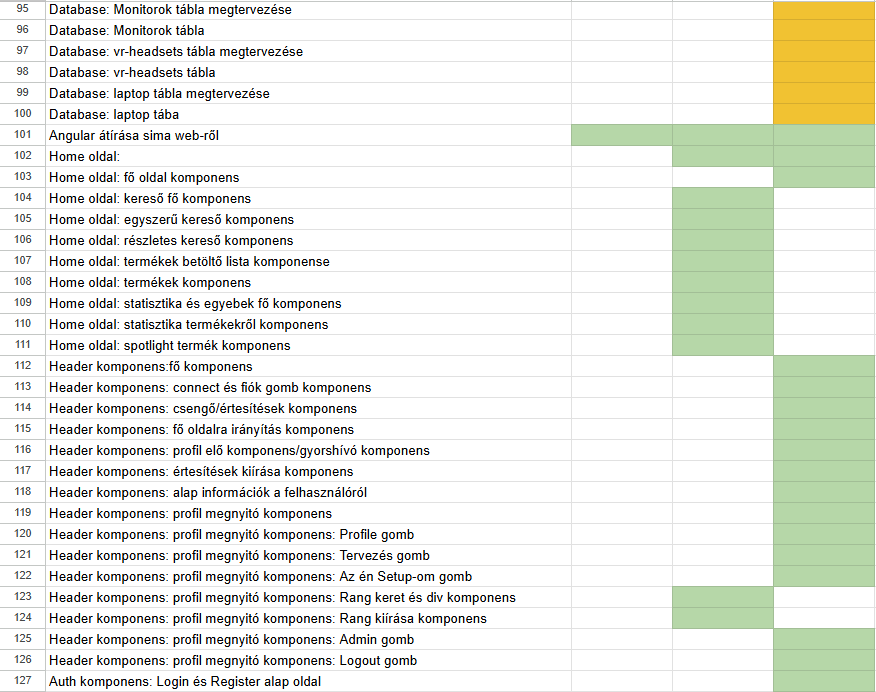 95 Database: Monitorok tábla megtervezése
96 Database: Monitorok tábla
97 Database: vr-headsets tábla megtervezése
98 Database: vr-headsets tábla
99 Database: laptop tábla megtervezése
100 Database: laptop tába
101 Angular átírása sima web-ről
102 Home oldal:
103 Home oldal: fő oldal komponens
104 Home oldal: kereső fő komponens
105 Home oldal: egyszerű kereső komponens
106 Home oldal: részletes kereső komponens
107 Home oldal: termékek betöltő lista komponense
108 Home oldal: termékek komponens
109 Home oldal: statisztika és egyebek fő komponens
110 Home oldal: statisztika termékekről komponens
111 Home oldal: spotlight termék komponens
112 Header komponens:fő komponens
113 Header komponens: connect és fiók gomb komponens
114 Header komponens: csengő/értesítések komponens
115 Header komponens: fő oldalra irányítás komponens
116 Header komponens: profil elő komponens/gyorshívó komponens
117 Header komponens: értesítések kiírása komponens
118 Header komponens: alap információk a felhasználóról
119 Header komponens: profil megnyitó komponens
120 Header komponens: profil megnyitó komponens: Profile gomb
121 Header komponens: profil megnyitó komponens: Tervezés gomb
122 Header komponens: profil megnyitó komponens: Az én Setup-om gomb
123 Header komponens: profil megnyitó komponens: Rang keret és div komponens
124 Header komponens: profil megnyitó komponens: Rang kiírása komponens
125 Header komponens: profil megnyitó komponens: Admin gomb
126 Header komponens: profil megnyitó komponens: Logout gomb
127 Auth komponens: Login és Register alap oldal